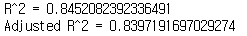 R^2 = 0.8452082392336491
Adjusted R^2 = 0.8397191697029274